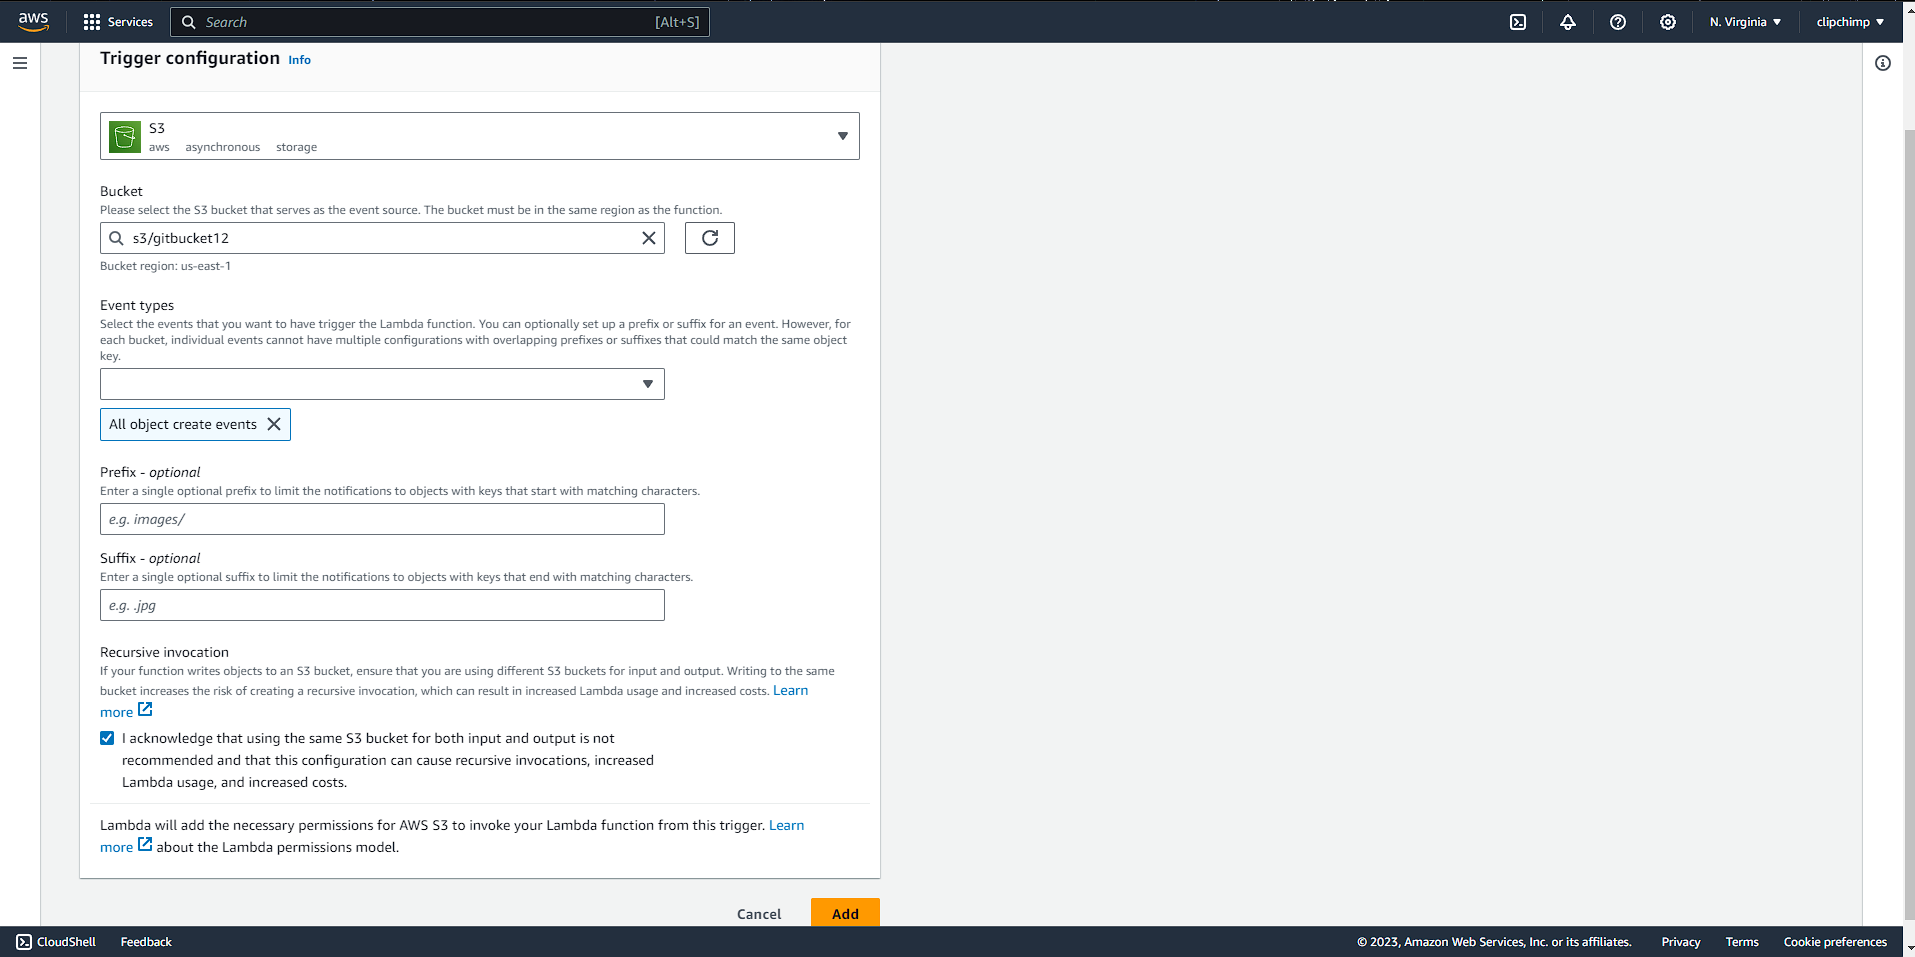 aws
Services
Search
[Alt+S]
N. Virginia
clipchimp
Trigger configuration Info
S3
aws asynchronous storage
Bucket
Please select the S3 bucket that serves as the event source. The bucket must be in the same region as the function.
s3/gitbucket12
Bucket region: us-east-1
Event types
Select the events that you want to have trigger the Lambda function. You can optionally set up a prefix or suffix for an event. However, for
each bucket, individual events cannot have multiple configurations with overlapping prefixes or suffixes that could match the same object
key.
All object create events
Prefix - optional
Enter a single optional prefix to limit the notifications to objects with keys that start with matching characters.
e.g. images/
Suffix - optional
Enter a single optional suffix to limit the notifications to objects with keys that end with matching characters.
e.g. .jpg
Recursive invocation
If your function writes objects to an S3 bucket, ensure that you are using different S3 buckets for input and output. Writing to the same
bucket increases the risk of creating a recursive invocation, which can result in increased Lambda usage and increased costs. Learn
more
I acknowledge that using the same S3 bucket for both input and output is not
recommended and that this configuration can cause recursive invocations, increased
Lambda usage, and increased costs.
Lambda will add the necessary permissions for AWS S3 to invoke your Lambda function from this trigger. Learn
more about the Lambda permissions model.
Cancel
Add
CloudShell
Feedback
© 2023, Amazon Web Services, Inc. or its affiliates.
Privacy
Terms
Cookie preferences